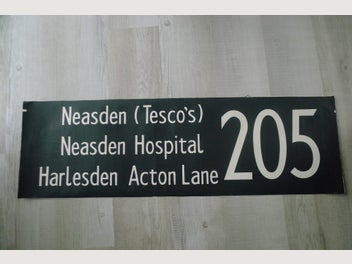 Neasden (Tesco's)
Neasden Hospital
Harlesden Acton Lane
205